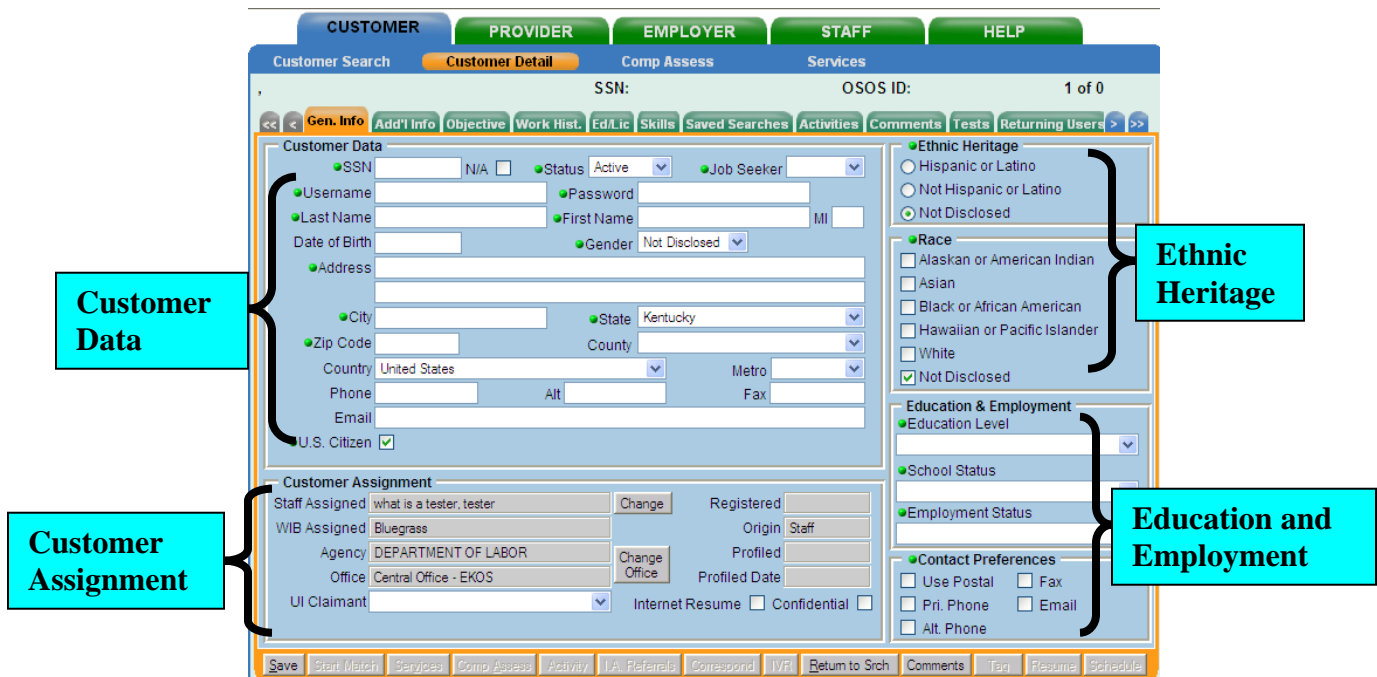 CUSTOMER PROVIDER EMPLOYER STAFF HELP
Customer Search Customer Detail Comp Assess Services
, SSN: OSOS ID: 1 of 0
<< < Gen. Info Add'l Info Objective Work Hist. Ed/Lic Skills Saved Searches Activities Comments Tests Returning Users > >>
Customer Data
SSN N/A Status Active Job Seeker
Username Password
Last Name First Name MI
Date of Birth Gender Not Disclosed
Address
City State Kentucky
Zip Code County
Country United States Metro
Phone Alt Fax
Email
U.S. Citizen
Customer Assignment
Staff Assigned what is a tester, tester Change Registered
WIB Assigned Bluegrass Origin Staff
Agency DEPARTMENT OF LABOR Change Office Profiled
Office Central Office - EKOS Profiled Date
UI Claimant Internet Resume Confidential
Ethnic Heritage
Hispanic or Latino
Not Hispanic or Latino
Not Disclosed
Race
Alaskan or American Indian
Asian
Black or African American
Hawaiian or Pacific Islander
White
Not Disclosed
Education & Employment
Education Level
School Status
Employment Status
Contact Preferences
Use Postal Fax
Pri. Phone Email
Alt. Phone
Save Start Match Services Comp Assess Activity I.A. Referrals Correspond IVR Return to Srch Comments Tag Resume Schedule
Customer
Data
Customer
Assignment
Ethnic
Heritage
Education and
Employment